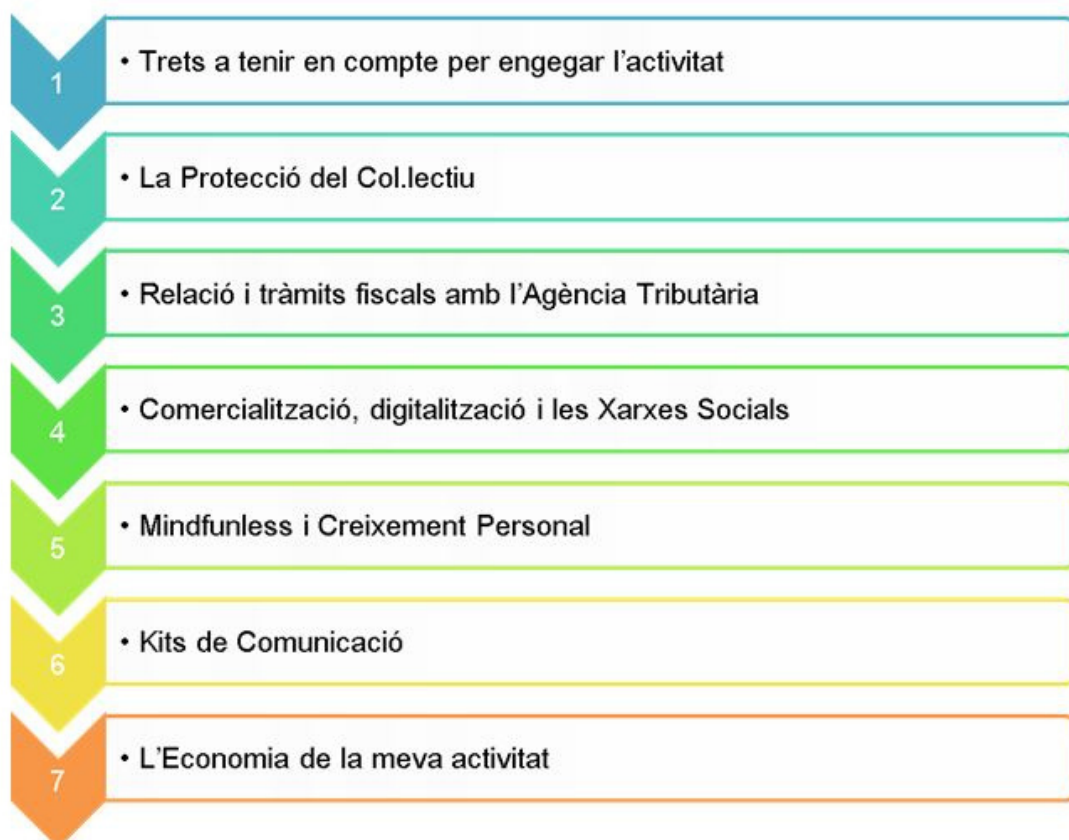 1
• Trets a tenir en compte per engegar l'activitat
2
• La Protecció del Col.lectiu
3
• Relació i tràmits fiscals amb l'Agència Tributària
4
• Comercialització, digitalització i les Xarxes Socials
5
• Mindfunless i Creixement Personal
6
• Kits de Comunicació
7
• L'Economia de la meva activitat